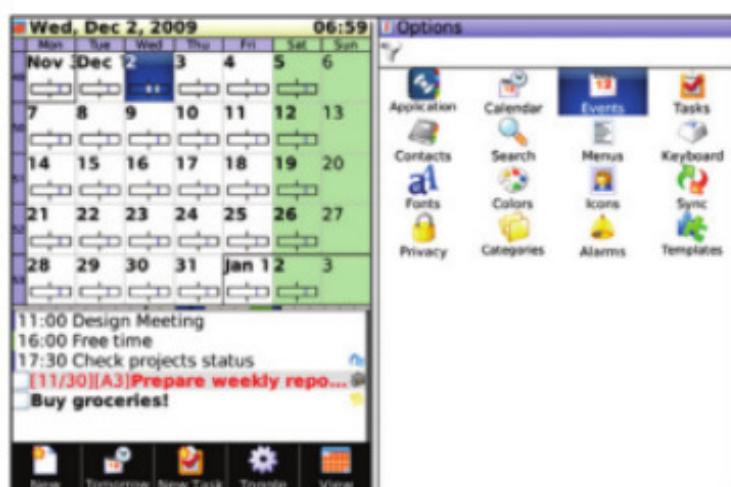 Wed, Dec 2, 2009 06:59
Mon Tue Wed Thu Fri Sat Sun
Nov Dec 2 3 4 5 6
50 7 8 9 10 11 12 13
51 14 15 16 17 18 19 20
52 21 22 23 24 25 26 27
53 28 29 30 31 Jan 1 2 3
11:00 Design Meeting
16:00 Free time
17:30 Check projects status
[11/30][A3]Prepare weekly repo...
Buy groceries!
New Tomorrow New Task Toggle View
Options
Application Calendar Events Tasks
Contacts Search Menus Keyboard
Fonts Colors Icons Sync
Privacy Categories Alarms Templates